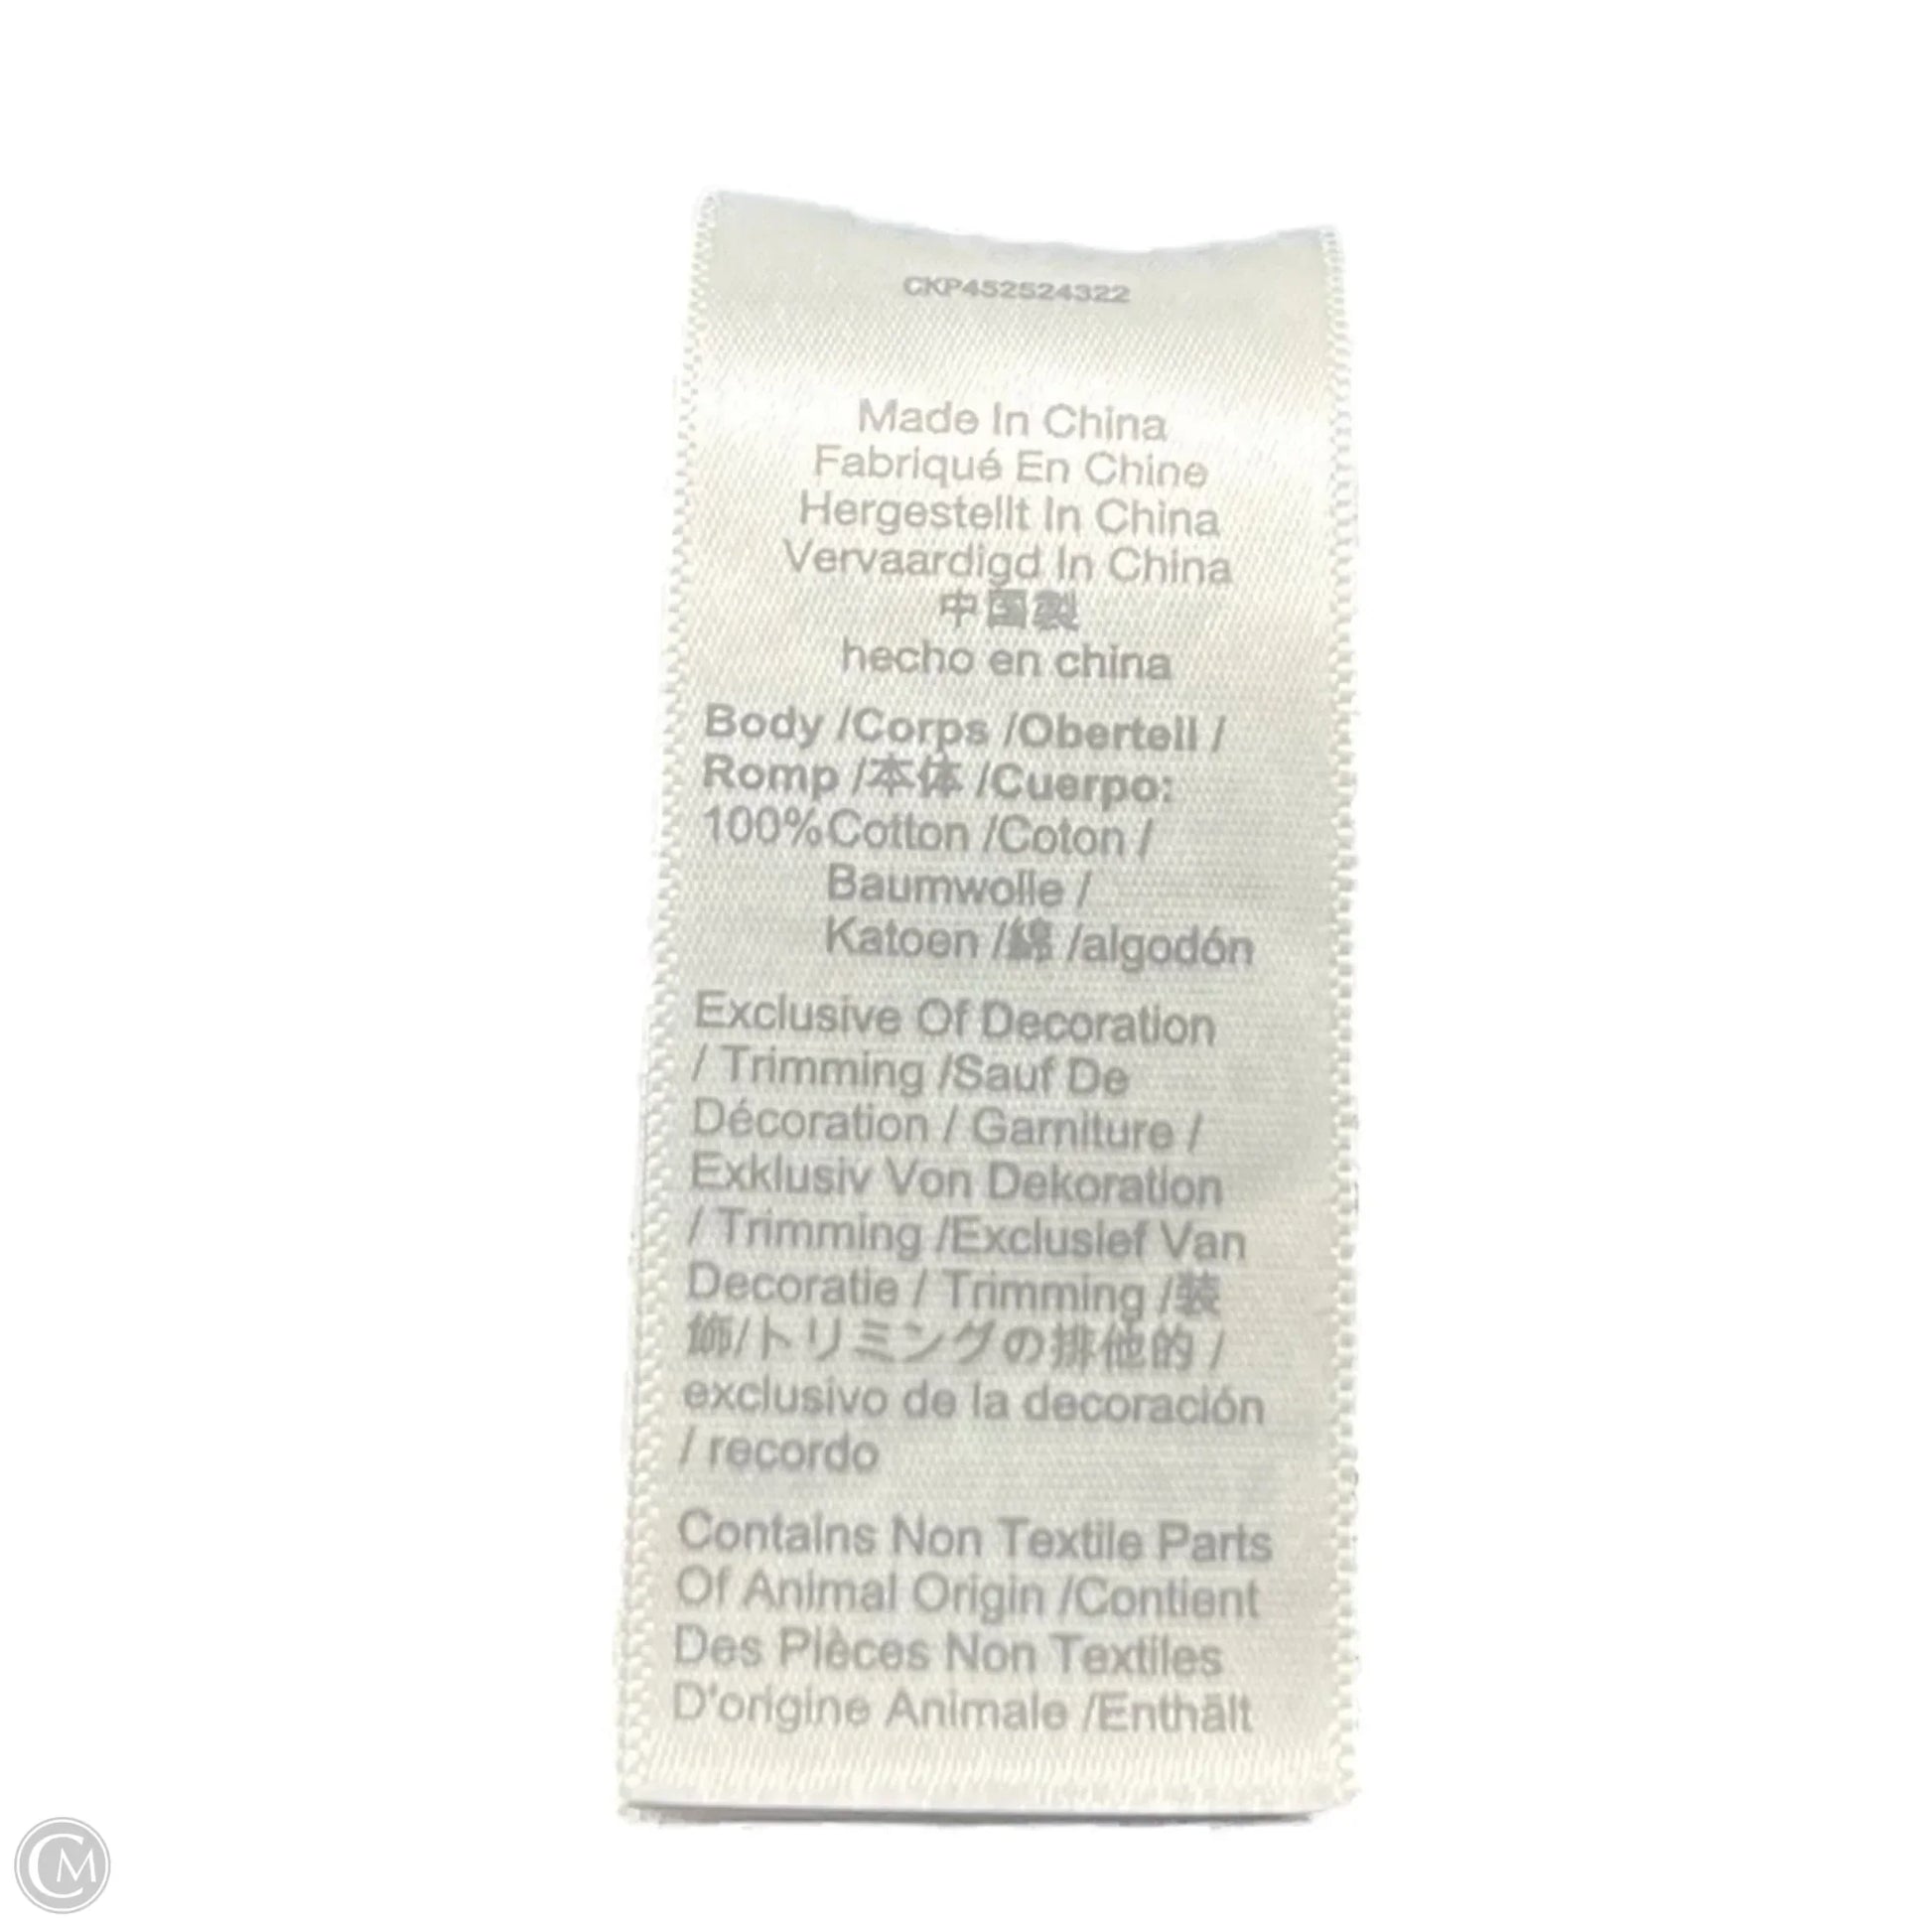 CKP452524322
Made In China
Fabriqué En Chine
Hergestellt In China
Vervaardigd In China
中国製
hecho en china
Body /Corps /Oberteil /
Romp /本体 /Cuerpo:
100%Cotton /Coton /
Baumwolle /
Katoen /綿 /algodón
Exclusive Of Decoration
/ Trimming /Sauf De
Décoration / Garniture /
Exklusiv Von Dekoration
/ Trimming /Exclusief Van
Decoratie / Trimming /装
飾/トリミングの排他的 /
exclusivo de la decoración
/ recordo
Contains Non Textile Parts
Of Animal Origin /Contient
Des Pièces Non Textiles
D'origine Animale /Enthält
CM